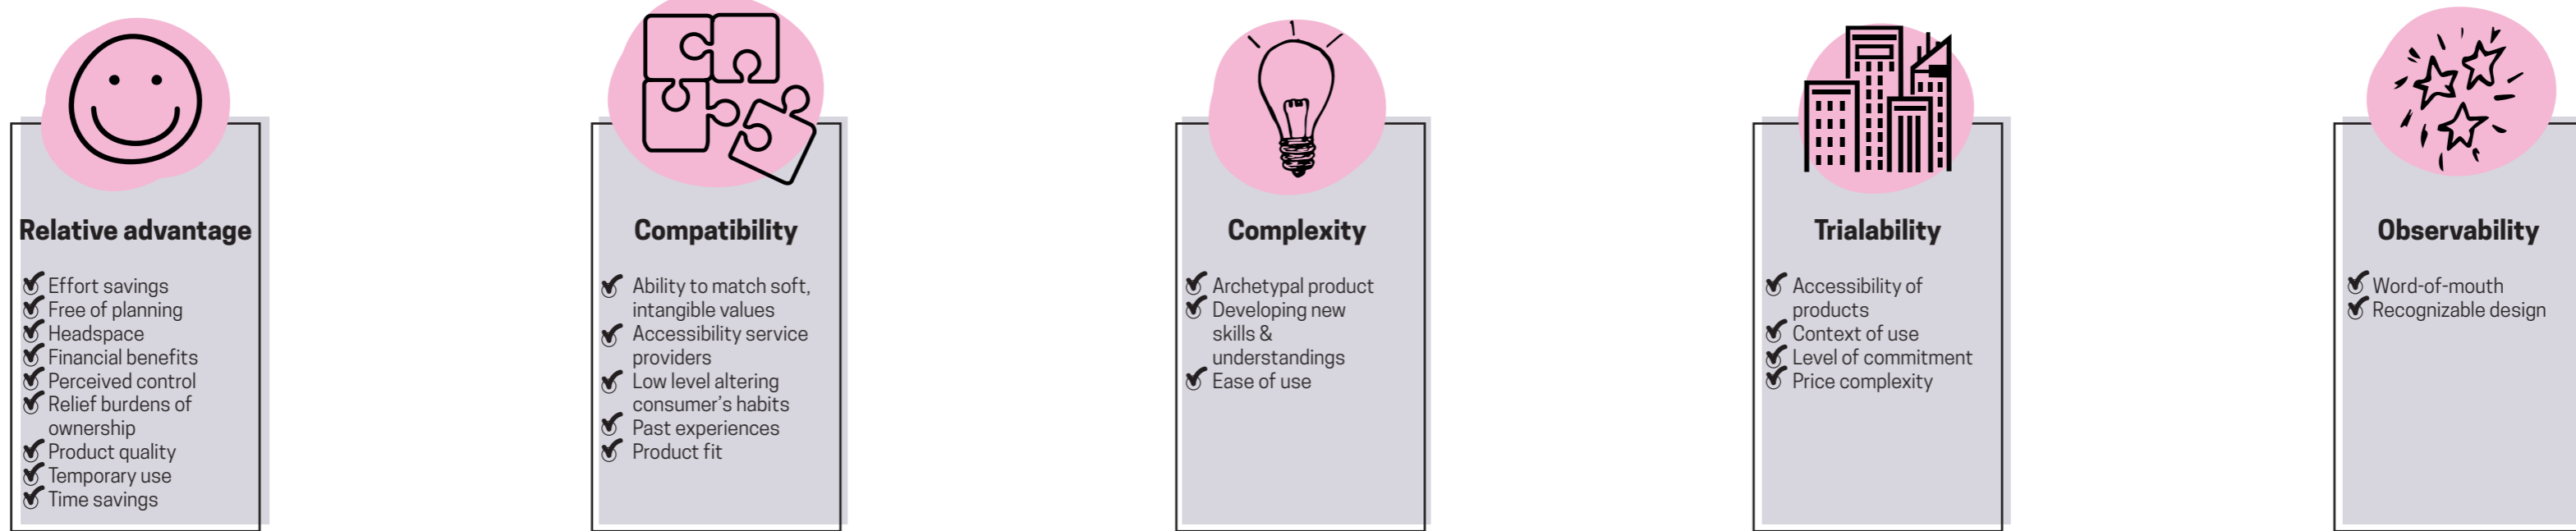 Relative advantage
Effort savings
Free of planning
Headspace
Financial benefits
Perceived control
Relief burdens of
ownership
Product quality
Temporary use
Time savings
Compatibility
Ability to match soft,
intangible values
Accessibility service
providers
Low level altering
consumer's habits
Past experiences
Product fit
Complexity
Archetypal product
Developing new
skills &
understandings
Ease of use
Trialability
Accessibility of
products
Context of use
Level of commitment
Price complexity
Observability
Word-of-mouth
Recognizable design